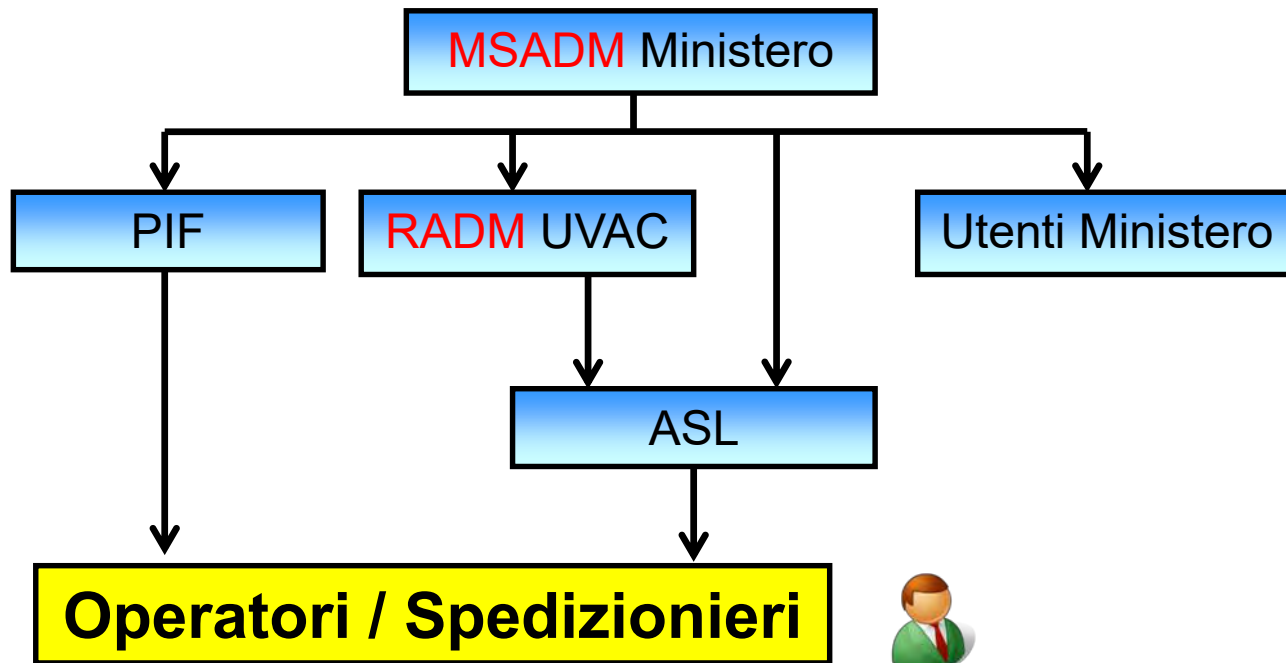 MSADM Ministero
PIF
RADM UVAC
Utenti Ministero
ASL
Operatori / Spedizionieri